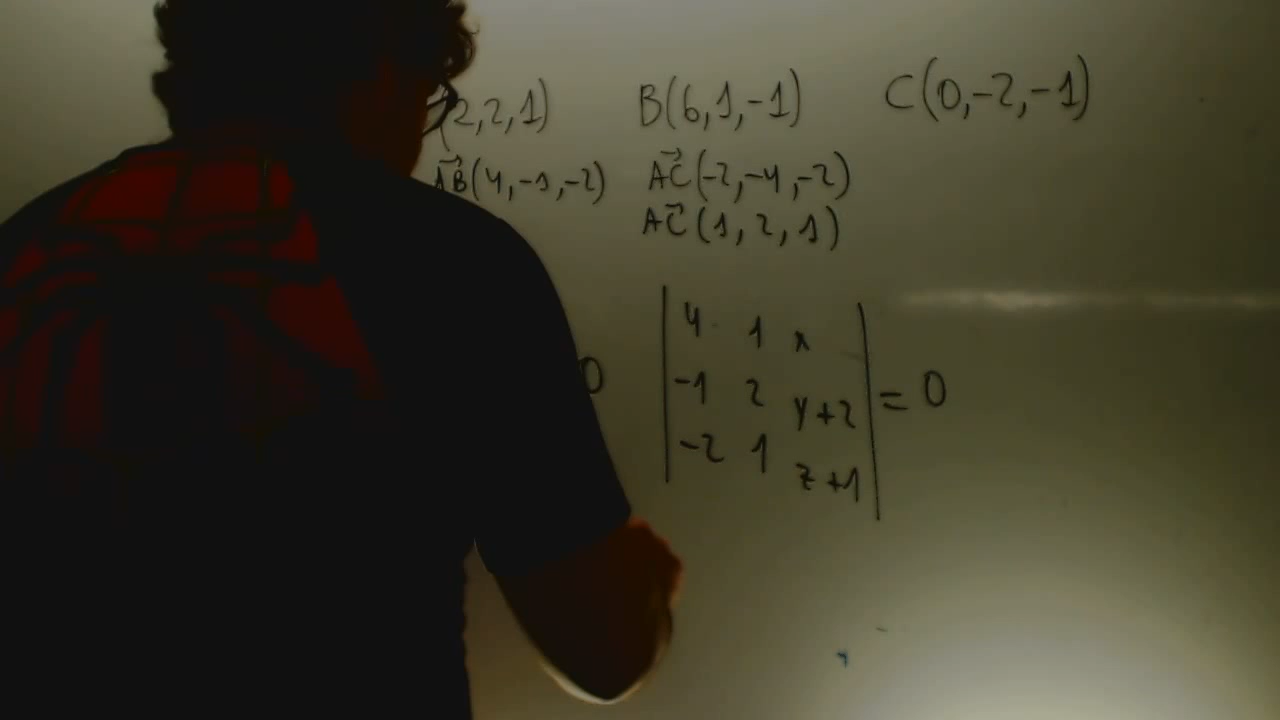 (2,2,1) B(6,1,-1) C(0,-2,-1)
AB(4,-1,-2) AC(-2,-4,-2)
AC(1,2,1)
4 1 x
-1 2 y+2
0 = 0
-2 1 z+1